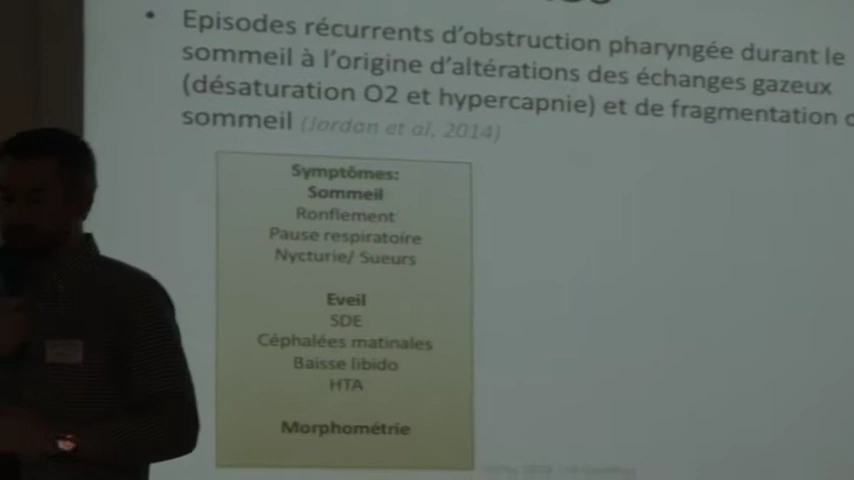 • Episodes récurrents d'obstruction pharyngée durant le
sommeil à l'origine d'altérations des échanges gazeux
(désaturation O2 et hypercapnie) et de fragmentation
sommeil (Jordan et al, 2014)
Symptômes:
Sommeil
Ronflement
Pause respiratoire
Nycturie/ Sueurs
Eveil
SDE
Céphalées matinales
Baisse libido
HTA
Morphométrie